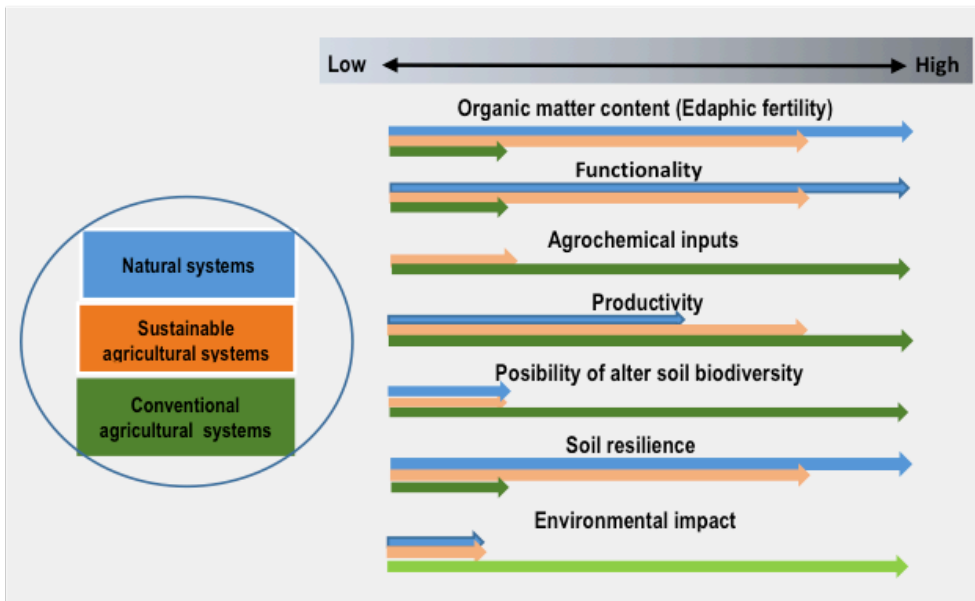 Low High
Organic matter content (Edaphic fertility)
Functionality
Agrochemical inputs
Productivity
Posibility of alter soil biodiversity
Soil resilience
Environmental impact
Natural systems
Sustainable
agricultural systems
Conventional
agricultural systems